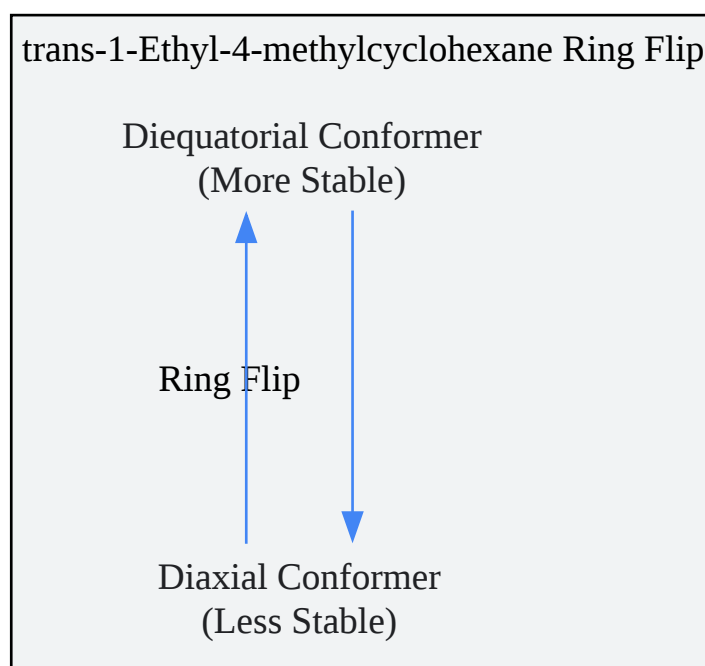 trans-1-Ethyl-4-methylcyclohexane Ring Flip
Diequatorial Conformer
(More Stable)
Ring Flip
Diaxial Conformer
(Less Stable)